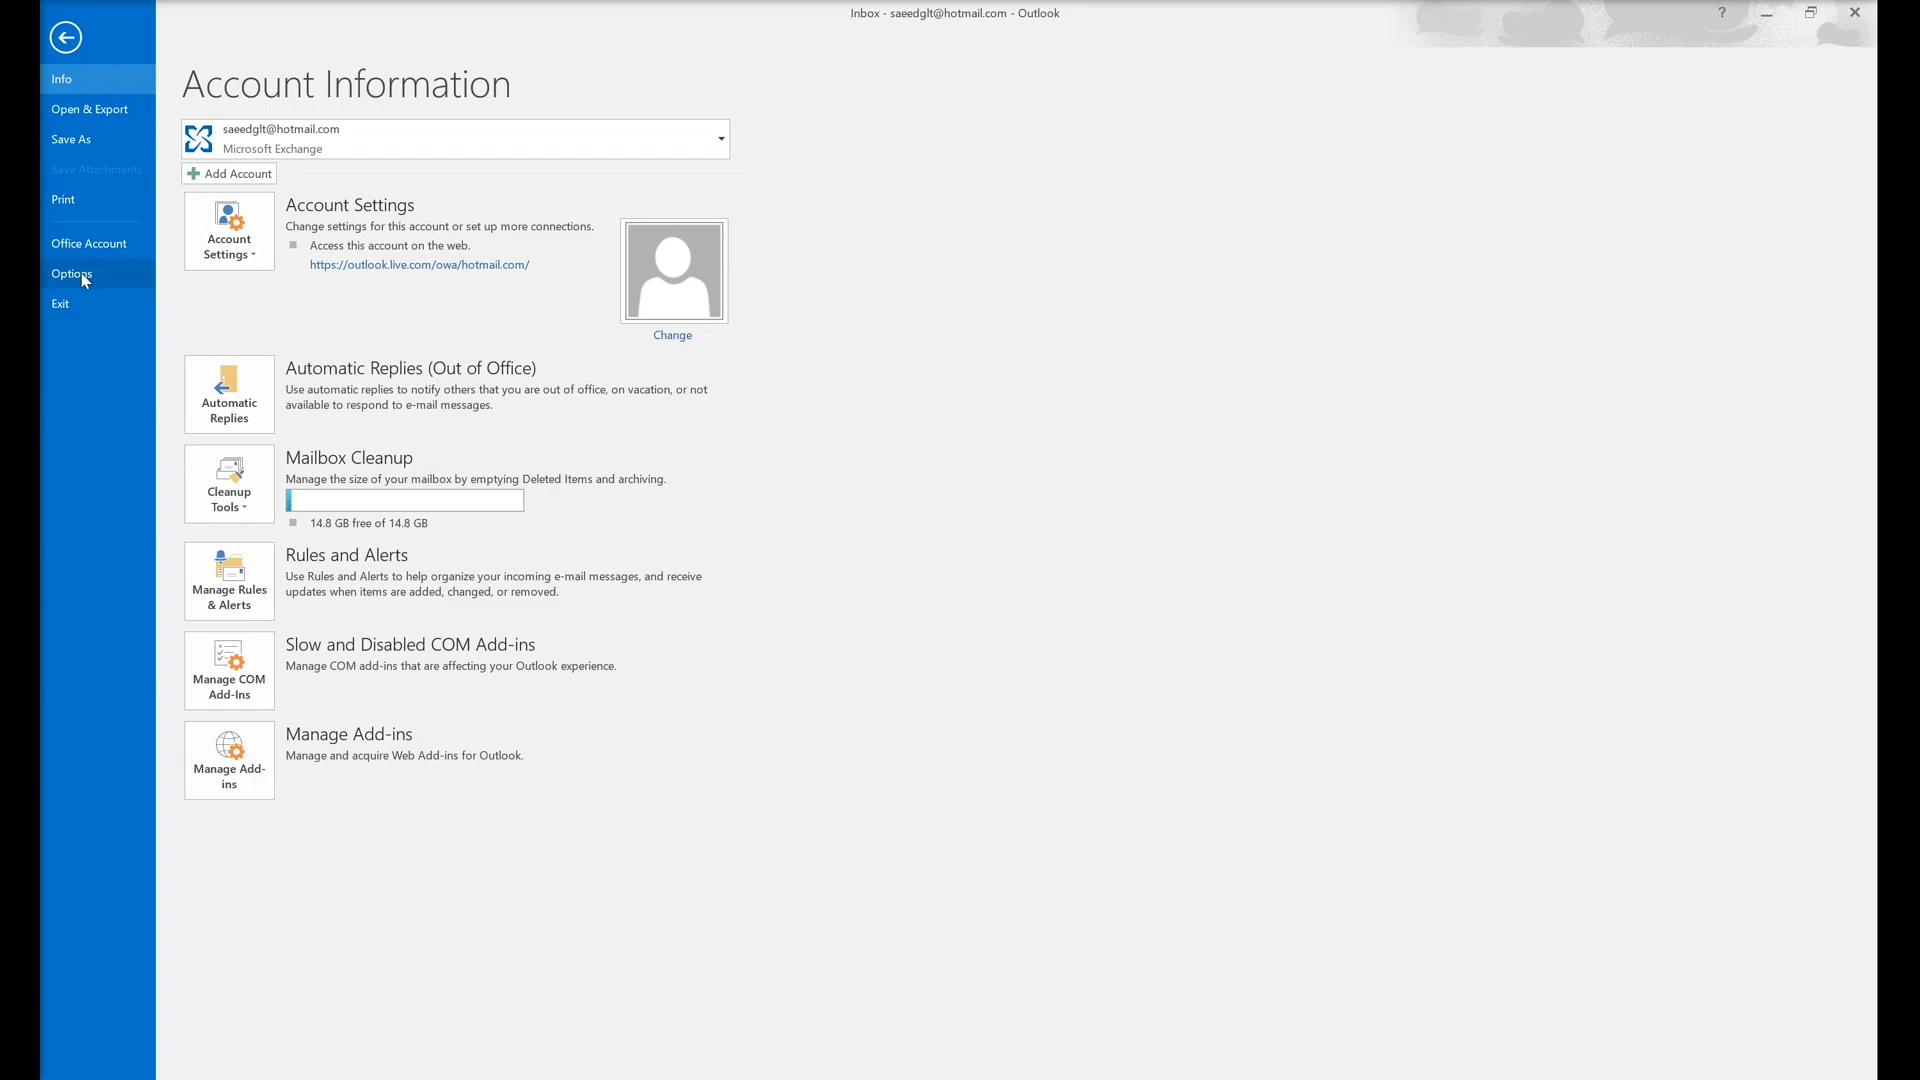 Inbox - saeedglt@hotmail.com - Outlook
?
Info
Open & Export
Save As
Save Attachments
Print
Office Account
Options
Exit
Account Information
saeedglt@hotmail.com
Microsoft Exchange
Add Account
Account
Settings
Account Settings
Change settings for this account or set up more connections.
Access this account on the web.
https://outlook.live.com/owa/hotmail.com/
Change
Automatic
Replies
Automatic Replies (Out of Office)
Use automatic replies to notify others that you are out of office, on vacation, or not
available to respond to e-mail messages.
Cleanup
Tools
Mailbox Cleanup
Manage the size of your mailbox by emptying Deleted Items and archiving.
14.8 GB free of 14.8 GB
Manage Rules
& Alerts
Rules and Alerts
Use Rules and Alerts to help organize your incoming e-mail messages, and receive
updates when items are added, changed, or removed.
Manage COM
Add-Ins
Slow and Disabled COM Add-ins
Manage COM add-ins that are affecting your Outlook experience.
Manage Add-
ins
Manage Add-ins
Manage and acquire Web Add-ins for Outlook.